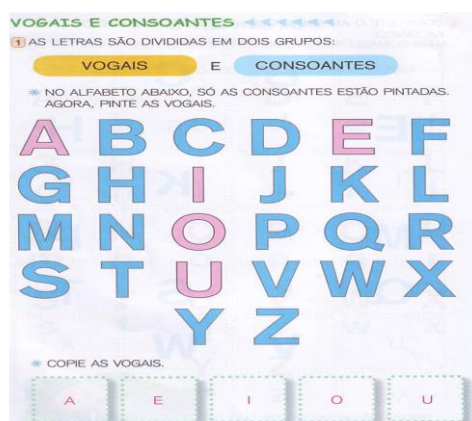 VOGAIS E CONSOANTES
1 AS LETRAS SÃO DIVIDIDAS EM DOIS GRUPOS:
VOGAIS E CONSOANTES
NO ALFABETO ABAIXO, SÓ AS CONSOANTES ESTÃO PINTADAS.
AGORA, PINTE AS VOGAIS.
A B C D E F
G H I J K L
M N O P Q R
S T U V W X
Y Z
COPIE AS VOGAIS.
A E I O U